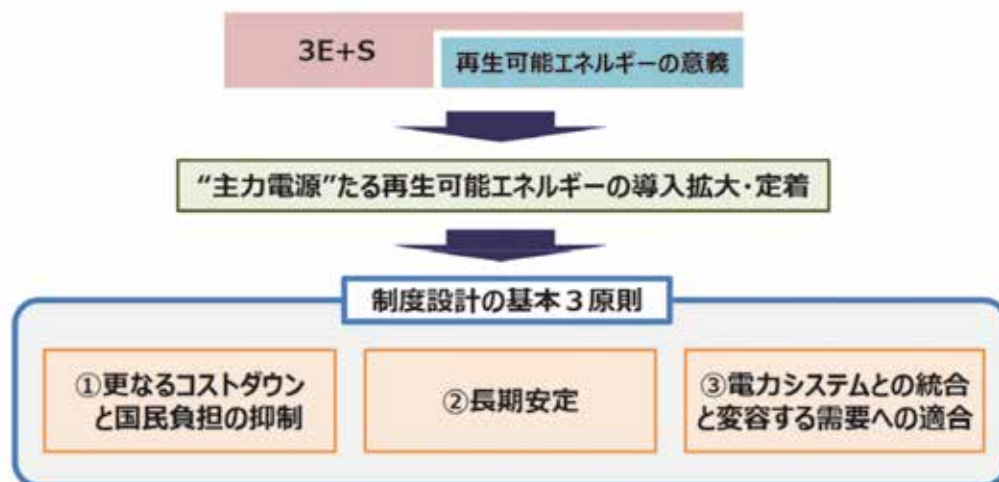 3E+S
再生可能エネルギーの意義
“主力電源”たる再生可能エネルギーの導入拡大・定着
制度設計の基本3原則
①更なるコストダウン
と国民負担の抑制
②長期安定
③電力システムとの統合
と変容する需要への適合